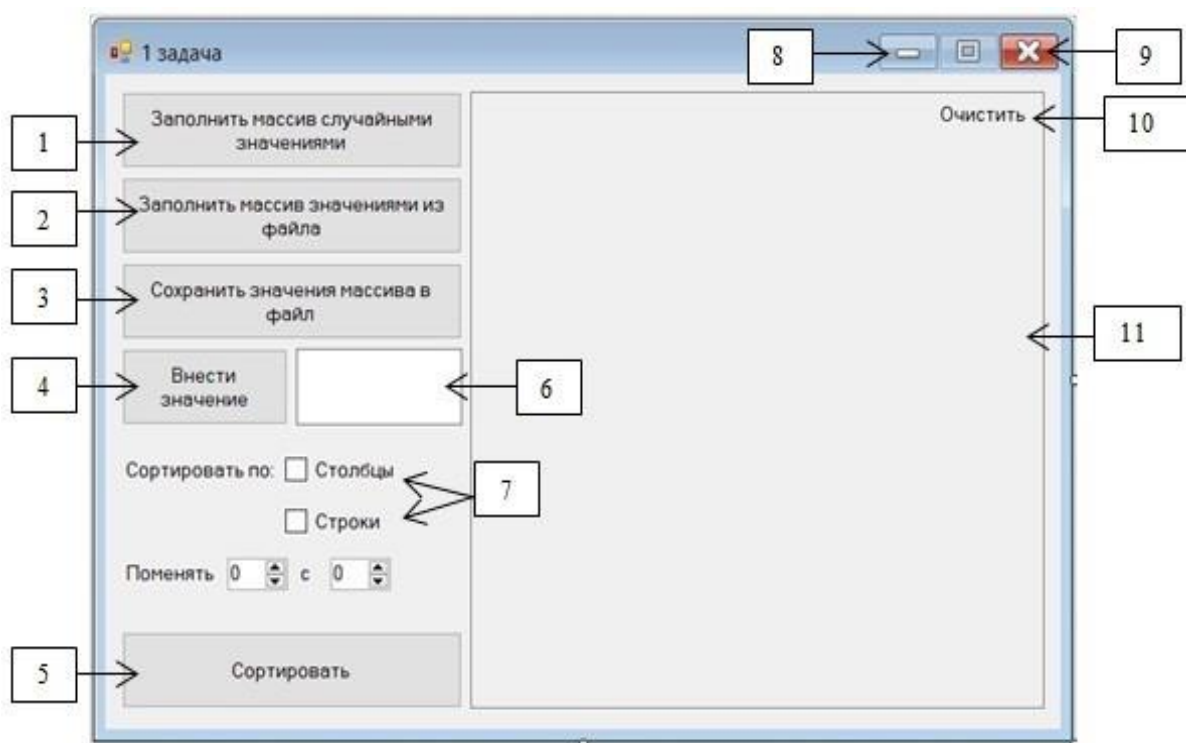 1 задача
8
9
Заполнить массив случайными
значениями
1
Очистить
10
Заполнить массив значениями из
файла
2
Сохранить значения массива в
файл
3
11
Внести
значение
4
6
Сортировать по: Столбцы
7
Строки
Поменять 0 с 0
Сортировать
5